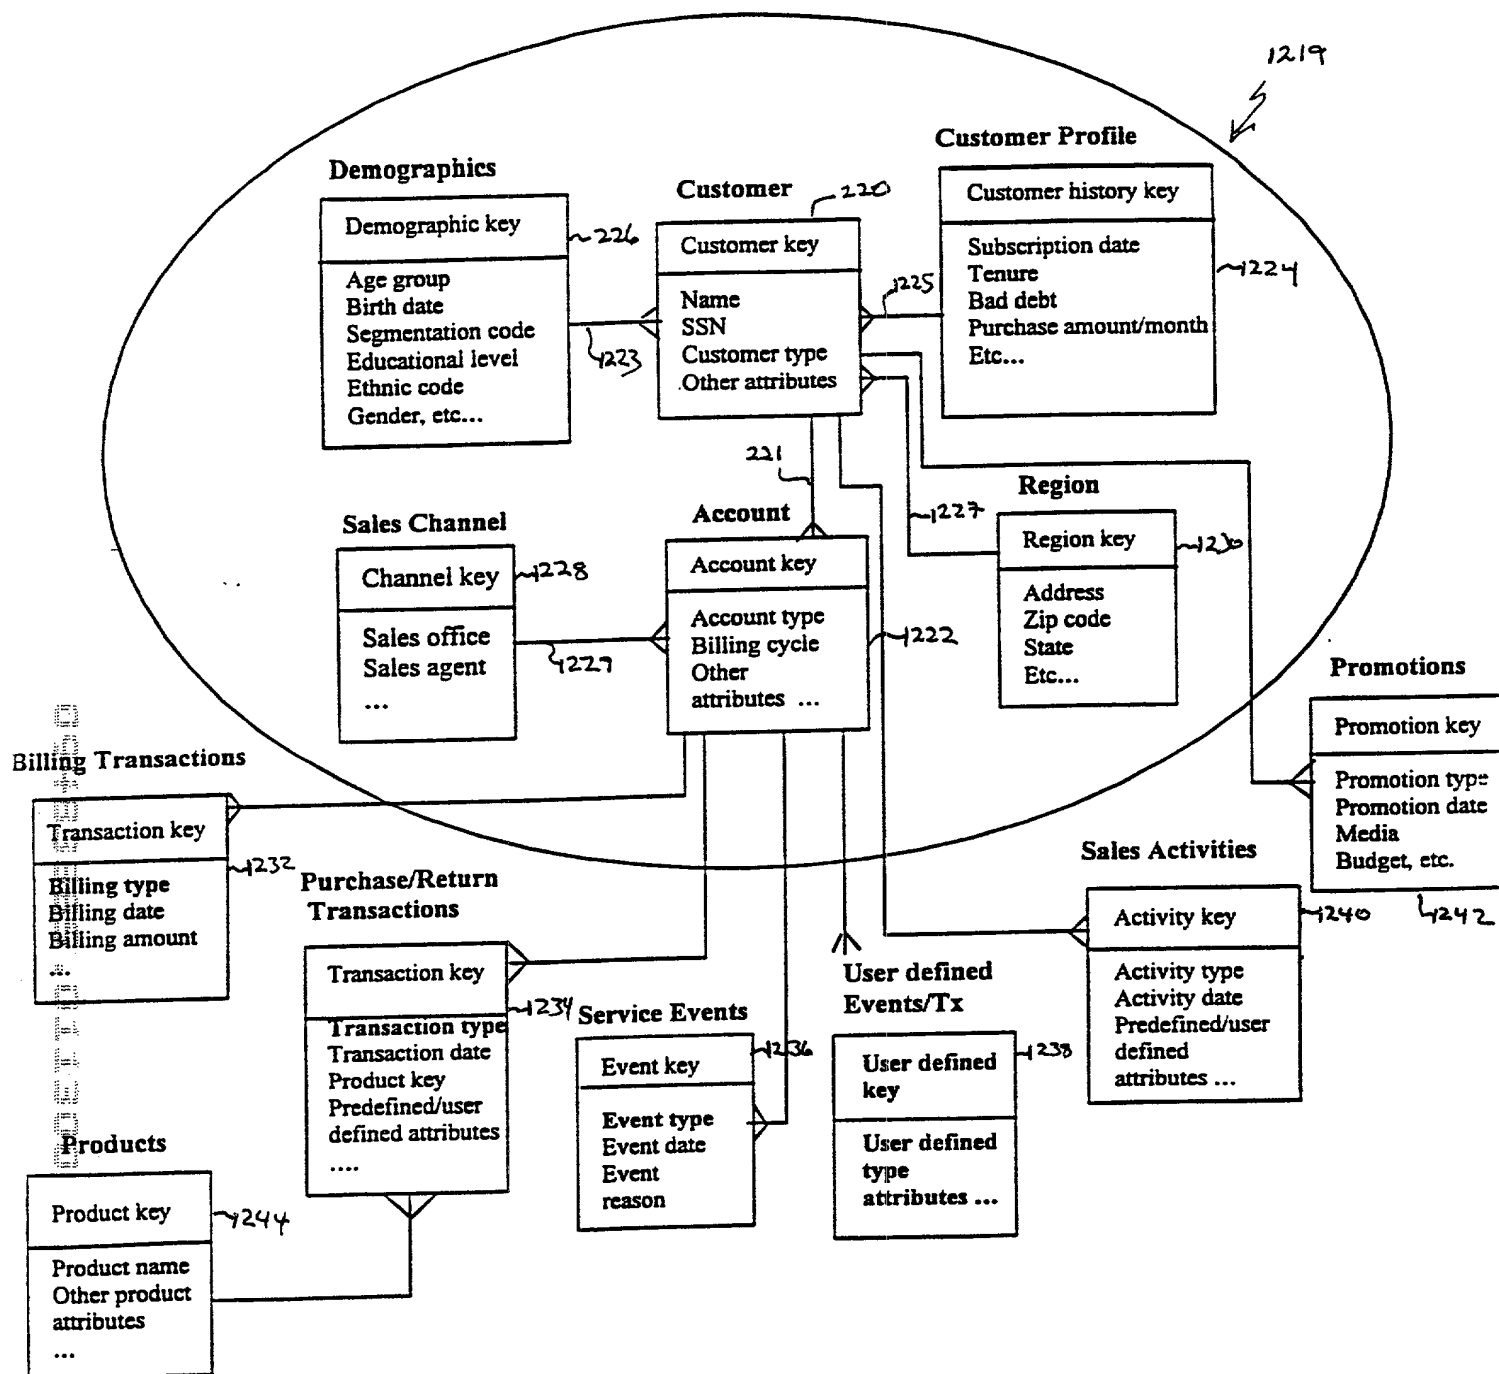 1219
Customer Profile
Customer history key
Subscription date
Tenure
Bad debt
Purchase amount/month
Etc...
1224
Demographics
Demographic key
226
Age group
Birth date
Segmentation code
Educational level
Ethnic code
Gender, etc...
1223
Customer
220
Customer key
Name
SSN
Customer type
Other attributes
1225
221
1227
Region
Region key
1230
Address
Zip code
State
Etc...
Sales Channel
Channel key
1228
Sales office
Sales agent
...
1229
Account
Account key
Account type
Billing cycle
Other
attributes ...
1222
Promotions
Promotion key
Promotion type
Promotion date
Media
Budget, etc.
1242
Billing Transactions
Transaction key
1232
Billing type
Billing date
Billing amount
...
Purchase/Return
Transactions
Transaction key
1234
Transaction type
Transaction date
Product key
Predefined/user
defined attributes
....
Service Events
Event key
1236
Event type
Event date
Event
reason
User defined
Events/Tx
User defined
key
1238
User defined
type
attributes ...
Sales Activities
Activity key
1240
Activity type
Activity date
Predefined/user
defined
attributes ...
Products
Product key
1244
Product name
Other product
attributes
...